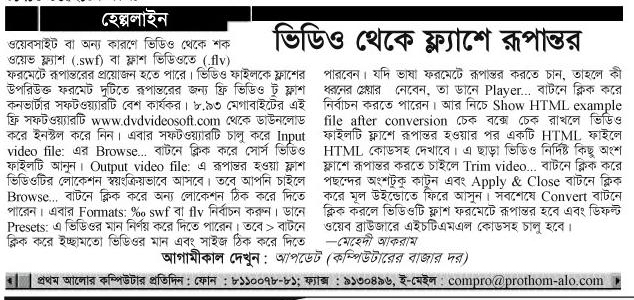 হেল্পলাইন
ভিডিও থেকে ফ্ল্যাশে রূপান্তর
ওয়েবসাইট বা অন্য কারণে ভিডিও থেকে শক
ওয়েভ ফ্ল্যাশ (.swf) বা ফ্লাশ ভিডিওতে (.flv)
ফরমেটে রূপান্তরের প্রয়োজন হতে পারে। ভিডিও ফাইলকে ফ্লাশের
উপরিউক্ত ফরমেট দুটিতে রূপান্তরের জন্য ফ্রি ভিডিও টু ফ্লাশ
কনভার্টার সফটওয়্যারটি বেশ কার্যকর। ৮.৯৩ মেগাবাইটের এই
ফ্রি সফটওয়্যারটি www.dvdvideosoft.com থেকে ডাউনলোড
করে ইনস্টল করে নিন। এবার সফটওয়্যারটি চালু করে Input
video file: এর Browse... বাটনে ক্লিক করে সোর্স ভিডিও
ফাইলটি আনুন। Output video file: এ রূপান্তর হওয়া ফ্লাশ
ভিডিওটির লোকেশন স্বয়ংক্রিয়ভাবে আসবে। তবে আপনি চাইলে
Browse... বাটনে ক্লিক করে অন্য লোকেশন ঠিক করে দিতে
পারেন। এবার Formats: ‰ swf বা flv নির্বাচন করুন। ডানে
Presets: এ ভিডিওর মান নির্ণয় করে দিতে পারেন। তবে > বাটনে
ক্লিক করে ইচ্ছামতো ভিডিওর মান এবং সাইজ ঠিক করে দিতে
পারবেন। যদি ভাষা ফরমেটে রূপান্তর করতে চান, তাহলে কী
ধরনের প্লেয়ার নেবেন, তা ডানে Player... বাটনে ক্লিক করে
নির্বাচন করতে পারেন। আর নিচে Show HTML example
file after conversion চেক বক্সে চেক রাখলে ভিডিও
ফাইলটি ফ্লাশে রূপান্তর হওয়ার পর একটি HTML ফাইলে
HTML কোডসহ দেখাবে। এ ছাড়া ভিডিও নির্দিষ্ট কিছু অংশ
ফ্লাশে রূপান্তর করতে চাইলে Trim video... বাটনে ক্লিক করে
পছন্দের অংশটুকু কাটুন এবং Apply & Close বাটনে ক্লিক
করে মূল উইন্ডোতে ফিরে আসুন। সবশেষে Convert বাটনে
ক্লিক করলে ভিডিওটি ফ্লাশ ফরমেটে রূপান্তর হবে এবং ডিফল্ট
ওয়েব ব্রাউজারে এইচটিএমএল কোডসহ চালু হবে।
—মেহেদী আকরাম
আগামীকাল দেখুন : আপডেট (কম্পিউটারের বাজার দর)
প্রথম আলোর কম্পিউটার প্রতিদিন : ফোন : ৮১১০০৭৮-৮১; ফ্যাক্স : ৯১৩০৪৯৬, ই-মেইল : compro@prothom-alo.com